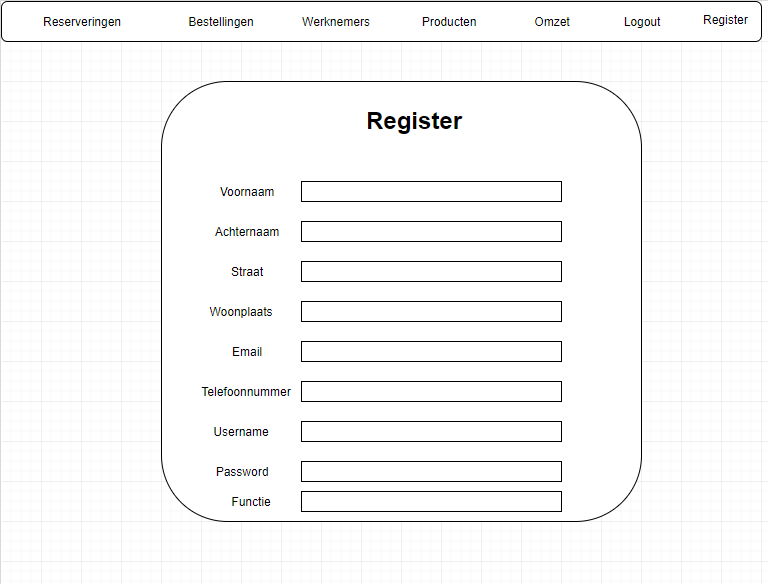 Reserveringen Bestellingen Werknemers Producten Omzet Logout Register
Register
Voornaam
Achternaam
Straat
Woonplaats
Email
Telefoonnummer
Username
Password
Functie